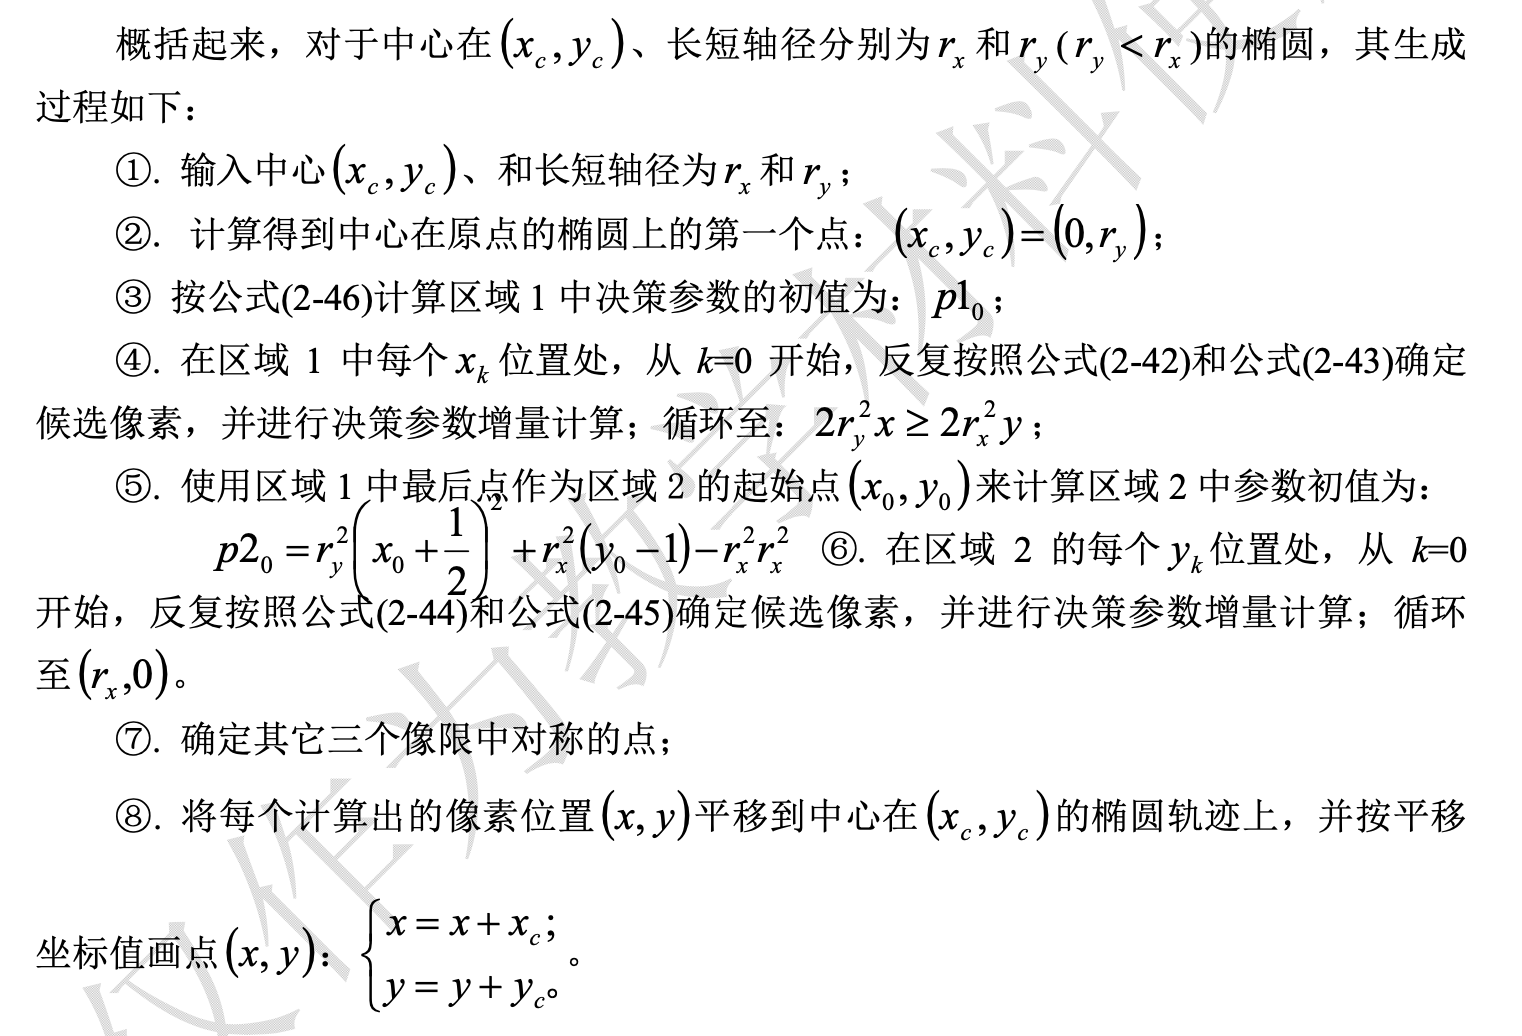 概括起来，对于中心在(x_c, y_c)、长短轴径分别为 r_x 和 r_y ( r_y < r_x )的椭圆，其生成
过程如下：
①. 输入中心(x_c, y_c)、和长短轴径为 r_x 和 r_y；
②. 计算得到中心在原点的椭圆上的第一个点：(x_c, y_c)=(0, r_y)；
③ 按公式(2-46)计算区域 1 中决策参数的初值为：p1_0；
④. 在区域 1 中每个 x_k 位置处，从 k=0 开始，反复按照公式(2-42)和公式(2-43)确定
候选像素，并进行决策参数增量计算；循环至：2r_y^2 x ≥ 2r_x^2 y；
⑤. 使用区域 1 中最后点作为区域 2 的起始点(x_0, y_0)来计算区域 2 中参数初值为：
p2_0 = r_y^2 (x_0 + 1/2)^2 + r_x^2 (y_0 − 1) − r_x^2 r_x^2 ⑥. 在区域 2 的每个 y_k 位置处，从 k=0
开始，反复按照公式(2-44)和公式(2-45)确定候选像素，并进行决策参数增量计算；循环
至(r_x,0)。
⑦. 确定其它三个像限中对称的点；
⑧. 将每个计算出的像素位置(x, y)平移到中心在(x_c, y_c)的椭圆轨迹上，并按平移
坐标值画点(x, y)：{ x = x + x_c; y = y + y_c。 。
仅作为教学材料使